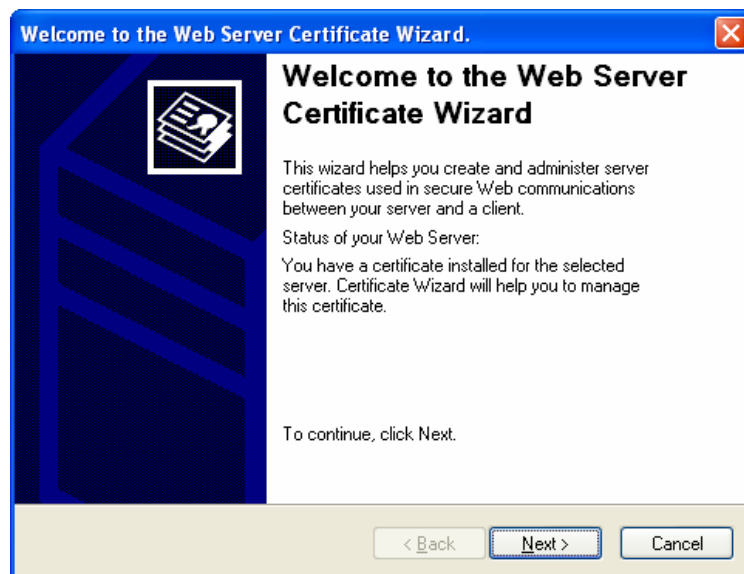 Welcome to the Web Server Certificate Wizard.
Welcome to the Web Server
Certificate Wizard
This wizard helps you create and administer server
certificates used in secure Web communications
between your server and a client.
Status of your Web Server:
You have a certificate installed for the selected
server. Certificate Wizard will help you to manage
this certificate.
To continue, click Next.
< Back Next > Cancel